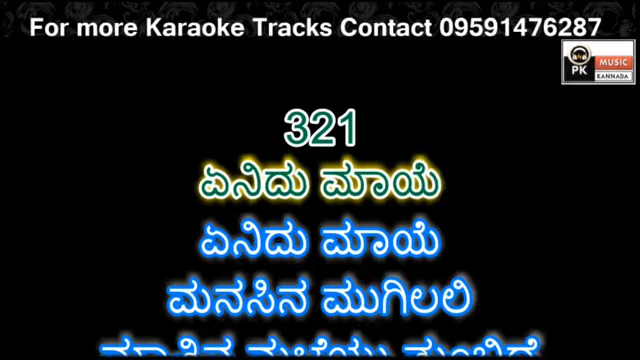 For more Karaoke Tracks Contact 09591476287
PK MUSIC KANNADA
321
ಏನಿದು ಮಾಯೆ
ಏನಿದು ಮಾಯೆ
ಮನಸಿನ ಮುಗಿಲಲಿ